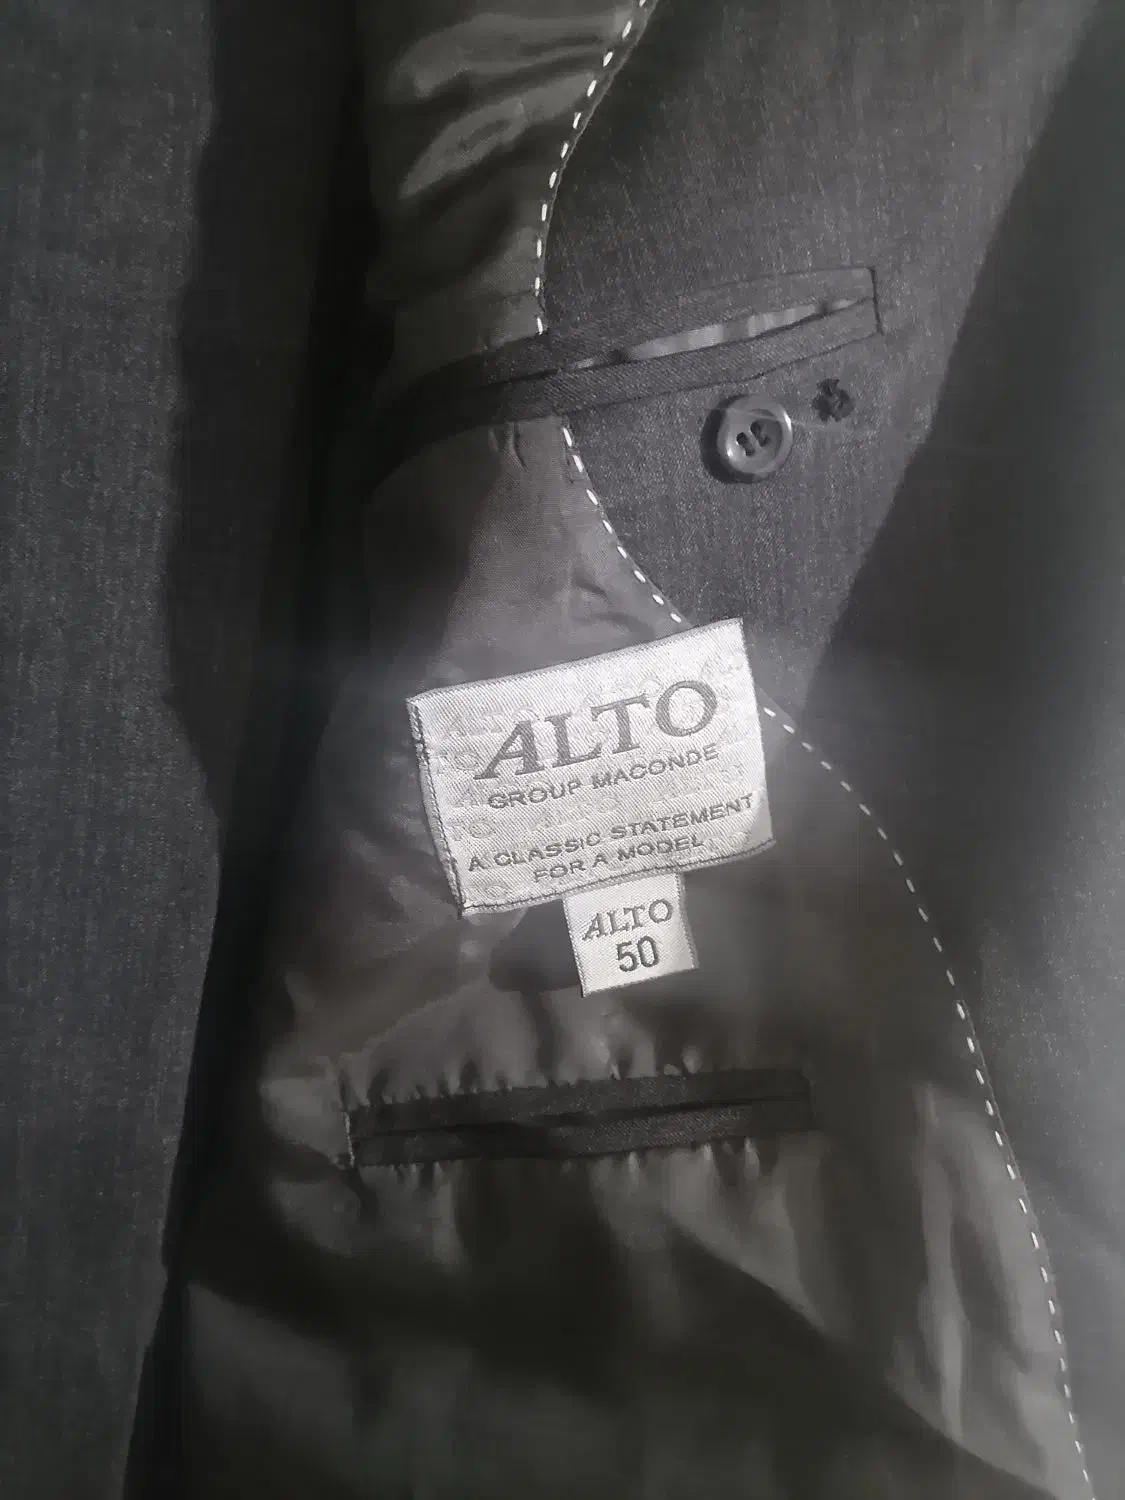 ALTO
GROUP MACONDE
A CLASSIC STATEMENT
FOR A MODEL
ALTO
50